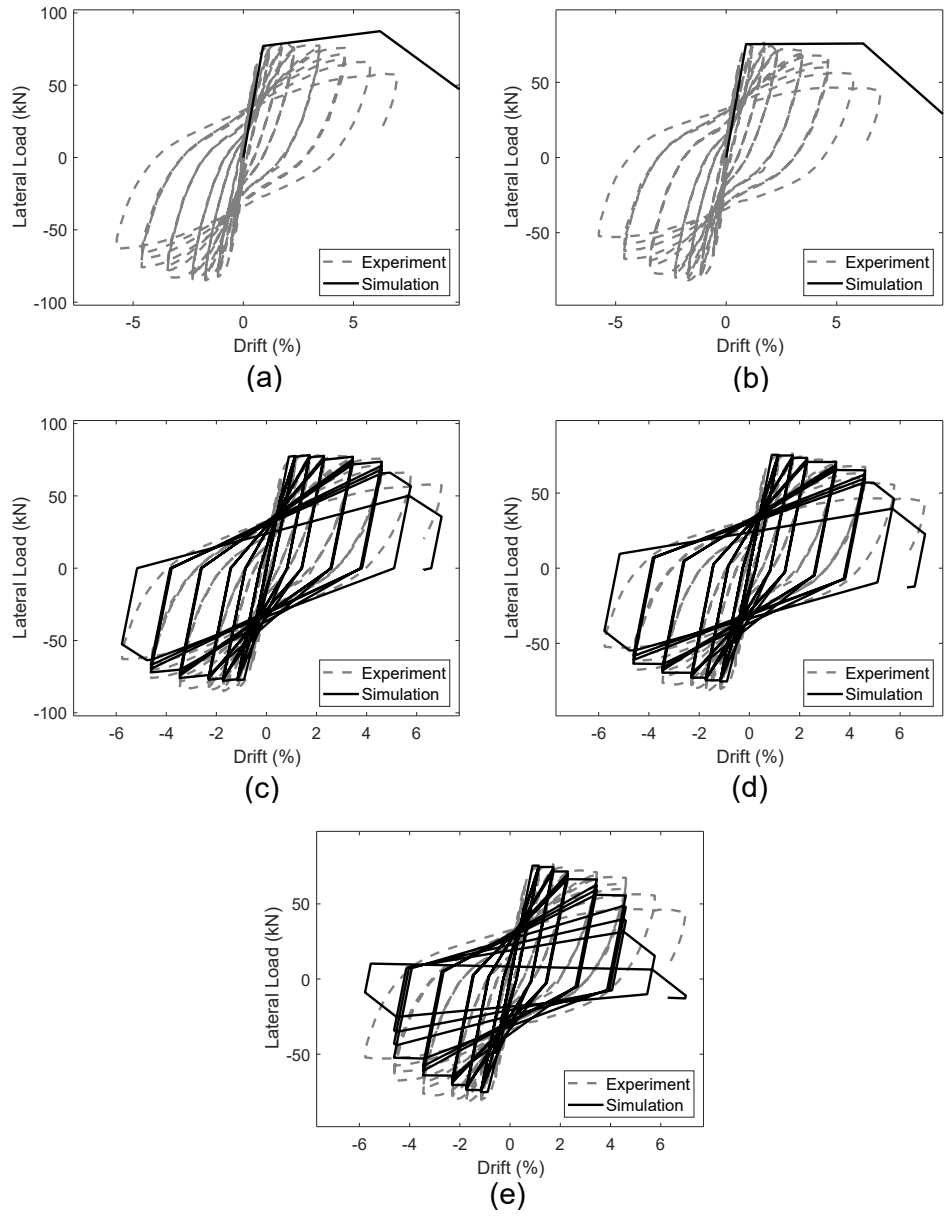 100
50
0
-50
-100
Lateral Load (kN)
-5 0 5
Drift (%)
Experiment
Simulation
(a)
50
0
-50
Lateral Load (kN)
-5 0 5
Drift (%)
Experiment
Simulation
(b)
100
50
0
-50
-100
Lateral Load (kN)
-6 -4 -2 0 2 4 6
Drift (%)
Experiment
Simulation
(c)
50
0
-50
Lateral Load (kN)
-6 -4 -2 0 2 4 6
Drift (%)
Experiment
Simulation
(d)
50
0
-50
Lateral Load (kN)
-6 -4 -2 0 2 4 6
Drift (%)
Experiment
Simulation
(e)